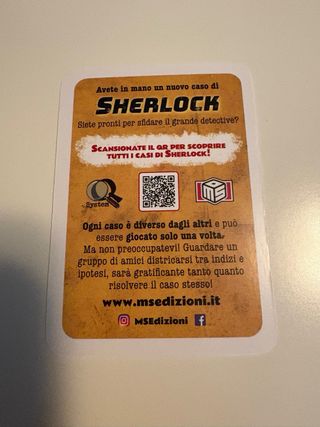 Avete in mano un nuovo caso di
SHERLOCK
Siete pronti per sfidare il grande detective?
Scansionate il QR per scoprire
tutti i casi di Sherlock!
System
Ogni caso è diverso dagli altri e può
essere giocato solo una volta.
Ma non preoccupatevi! Guardare un
gruppo di amici districarsi tra indizi e
ipotesi, sarà gratificante tanto quanto
risolvere il caso stesso!
www.msedizioni.it
MSEdizioni